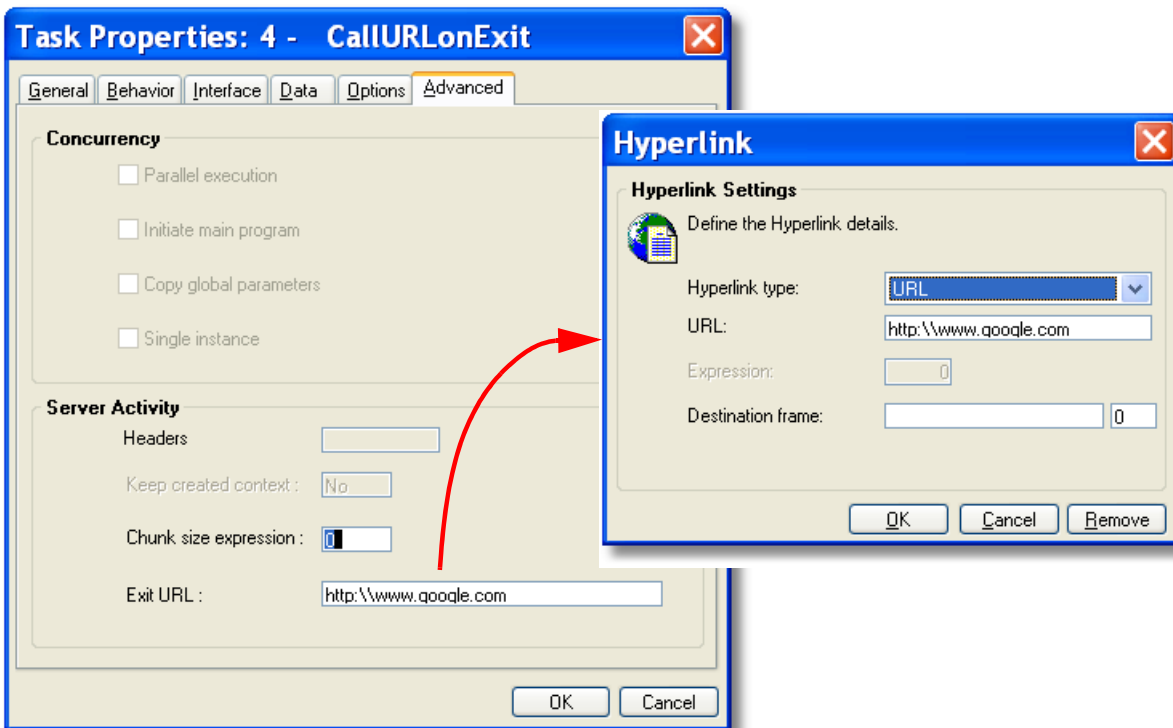 Task Properties: 4 - CallURLonExit
General Behavior Interface Data Options Advanced
Concurrency
Parallel execution
Initiate main program
Copy global parameters
Single instance
Server Activity
Headers
Keep created context : No
Chunk size expression : 0
Exit URL : http:\\www.google.com
OK Cancel
Hyperlink
Hyperlink Settings
Define the Hyperlink details.
Hyperlink type: URL
URL: http:\\www.google.com
Expression: 0
Destination frame: 0
OK Cancel Remove